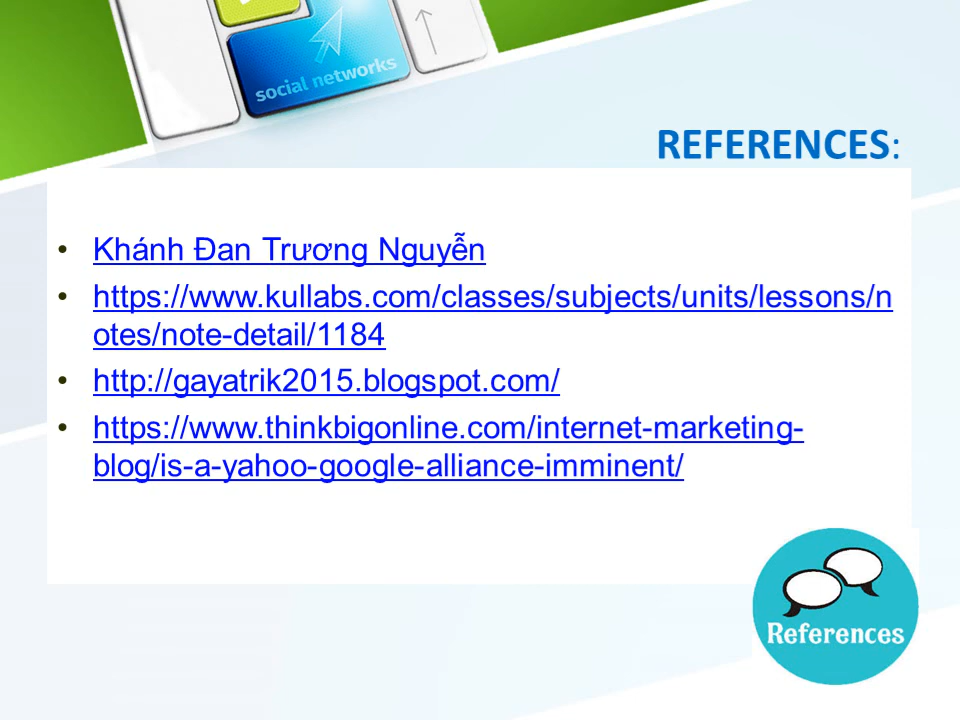 social networks
REFERENCES:
• Khánh Đan Trương Nguyễn
• https://www.kullabs.com/classes/subjects/units/lessons/n
otes/note-detail/1184
• http://gayatrik2015.blogspot.com/
• https://www.thinkbigonline.com/internet-marketing-
blog/is-a-yahoo-google-alliance-imminent/
References